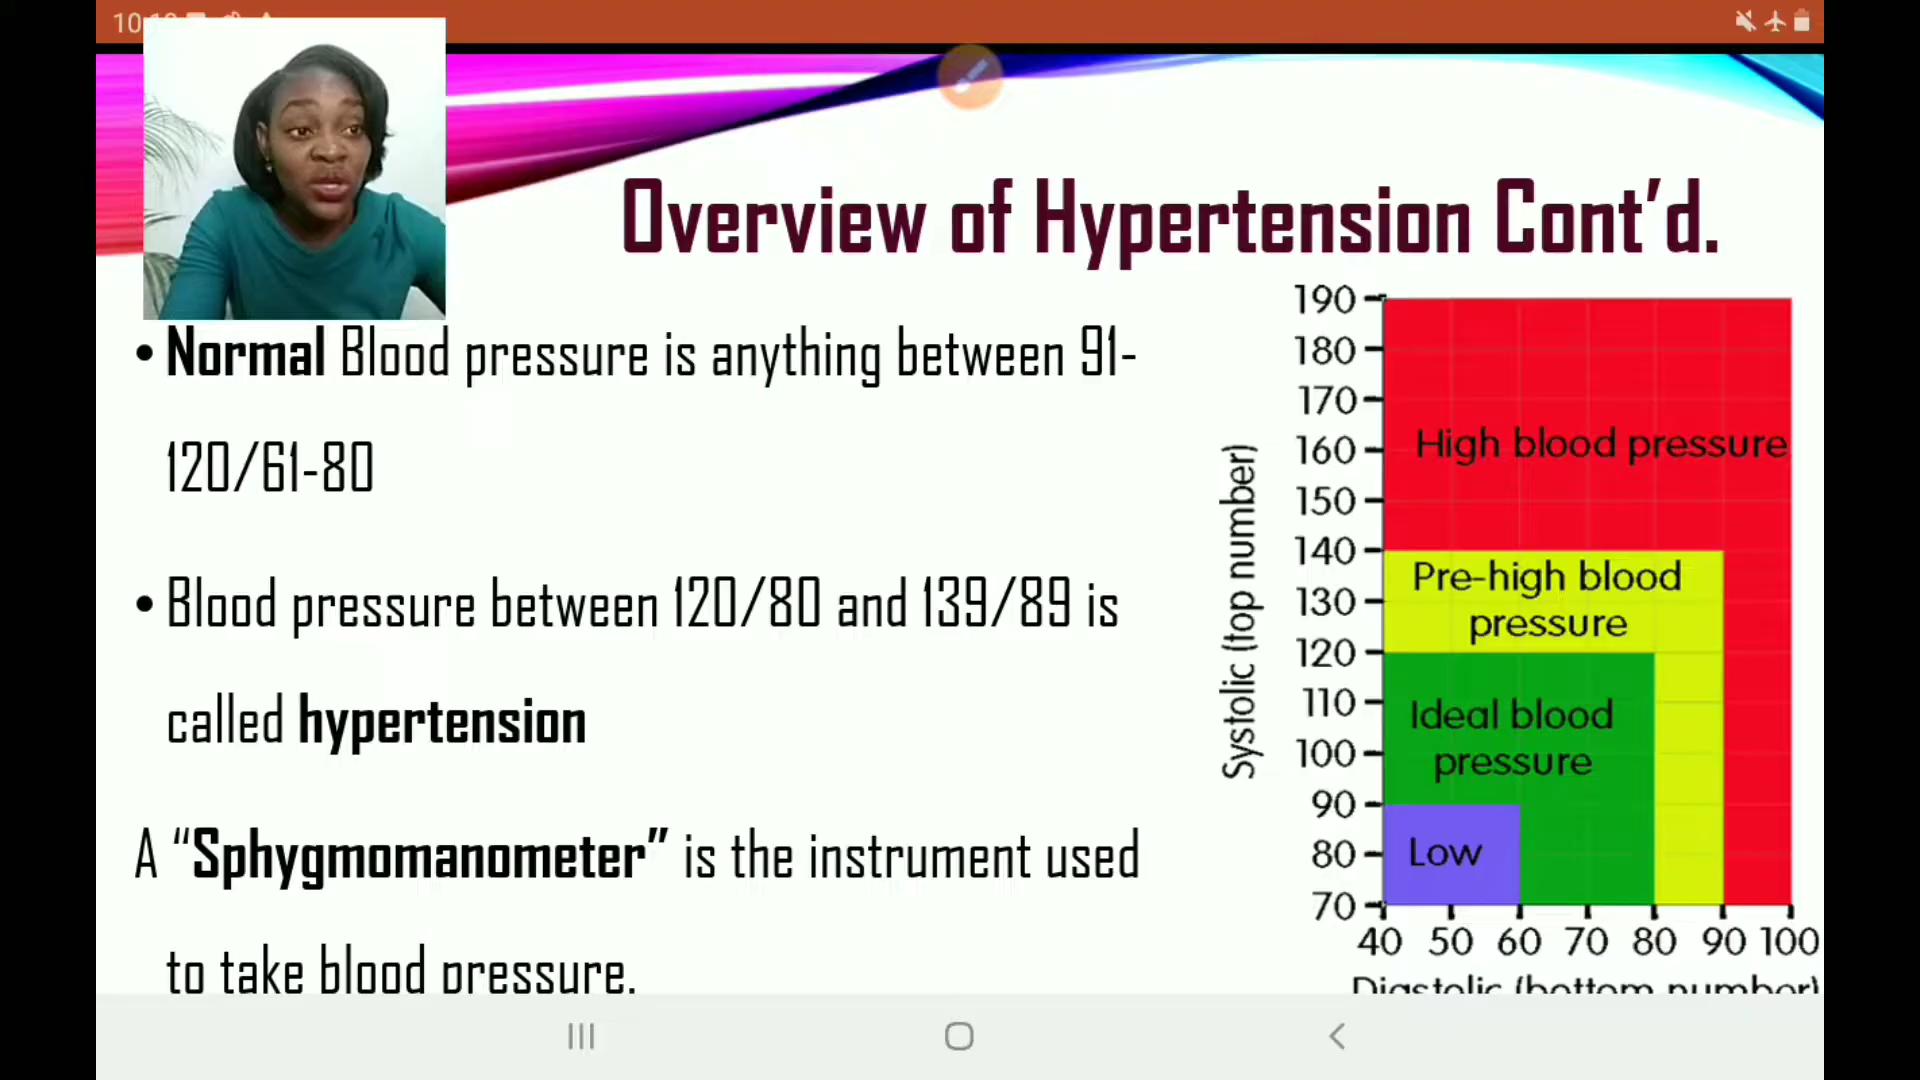 Overview of Hypertension Cont’d.
• Normal Blood pressure is anything between 91-
120/61-80
• Blood pressure between 120/80 and 139/89 is
called hypertension
A “Sphygmomanometer” is the instrument used
to take blood pressure.
Systolic (top number)
190
180
170
160
150
140
130
120
110
100
90
80
70
High blood pressure
Pre-high blood
pressure
Ideal blood
pressure
Low
40 50 60 70 80 90 100
Diastolic (bottom number)